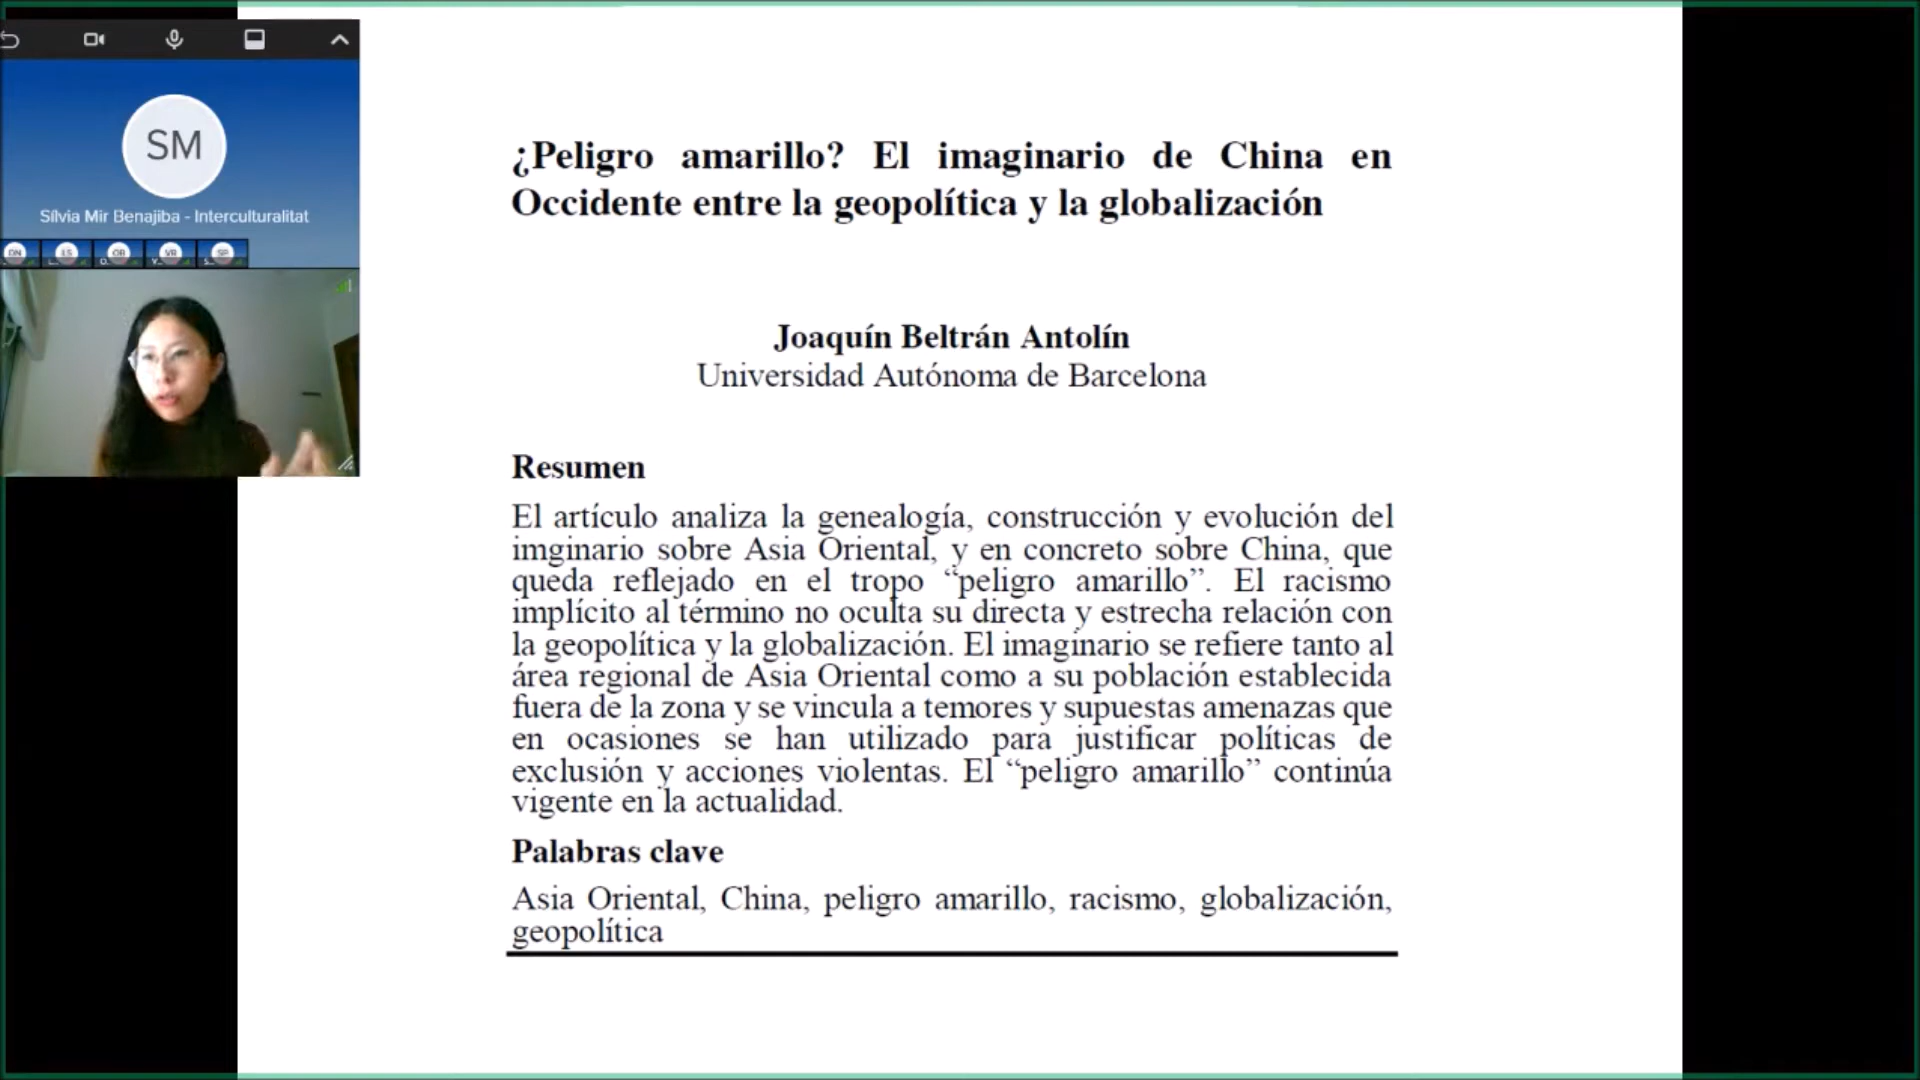 SM
Sílvia Mir Benajiba - Interculturalitat
DN
LS
OR
VR
SP
¿Peligro amarillo? El imaginario de China en
Occidente entre la geopolítica y la globalización
Joaquín Beltrán Antolín
Universidad Autónoma de Barcelona
Resumen
El artículo analiza la genealogía, construcción y evolución del
imginario sobre Asia Oriental, y en concreto sobre China, que
queda reflejado en el tropo “peligro amarillo”. El racismo
implícito al término no oculta su directa y estrecha relación con
la geopolítica y la globalización. El imaginario se refiere tanto al
área regional de Asia Oriental como a su población establecida
fuera de la zona y se vincula a temores y supuestas amenazas que
en ocasiones se han utilizado para justificar políticas de
exclusión y acciones violentas. El “peligro amarillo” continúa
vigente en la actualidad.
Palabras clave
Asia Oriental, China, peligro amarillo, racismo, globalización,
geopolítica